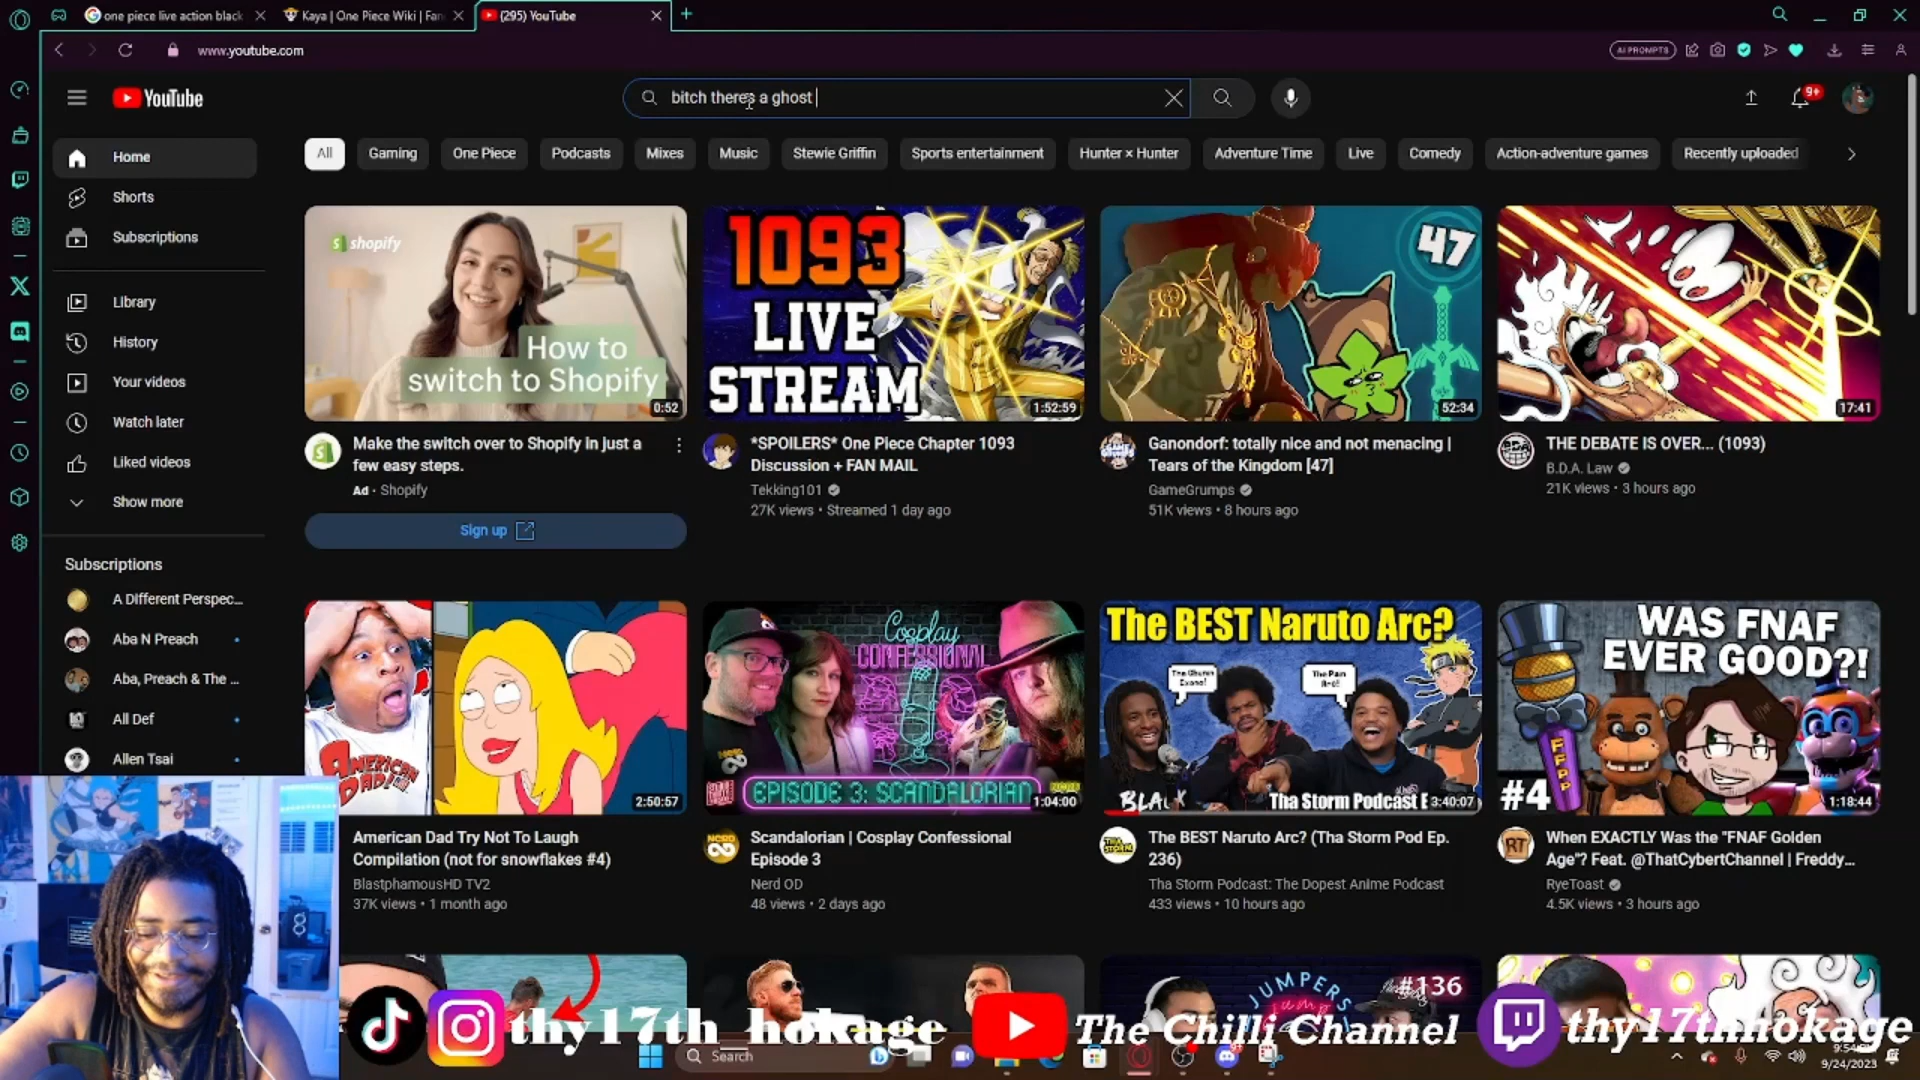 one piece live action black
Kaya | One Piece Wiki | Fan
(295) YouTube
www.youtube.com
AI PROMPTS
YouTube
bitch there's a ghost
9+
Home
Shorts
Subscriptions
Library
History
Your videos
Watch later
Liked videos
Show more
Subscriptions
A Different Perspec...
Aba N Preach
Aba, Preach & The ...
All Def
Allen Tsai
All
Gaming
One Piece
Podcasts
Mixes
Music
Stewie Griffin
Sports entertainment
Hunter × Hunter
Adventure Time
Live
Comedy
Action-adventure games
Recently uploaded
shopify
How to
switch to Shopify
0:52
Make the switch over to Shopify in just a
few easy steps.
Ad · Shopify
Sign up
1093
LIVE
STREAM
1:52:59
*SPOILERS* One Piece Chapter 1093
Discussion + FAN MAIL
Tekking101
27K views • Streamed 1 day ago
47
52:34
Ganondorf: totally nice and not menacing |
Tears of the Kingdom [47]
GameGrumps
51K views • 8 hours ago
17:41
THE DEBATE IS OVER... (1093)
B.D.A. Law
21K views • 3 hours ago
AMERICAN
DAD!
2:50:57
American Dad Try Not To Laugh
Compilation (not for snowflakes #4)
BlastphamousHD TV2
37K views • 1 month ago
Cosplay
CONFESSIONAL
EPISODE 3: SCANDALORIAN
1:04:00
Scandalorian | Cosplay Confessional
Episode 3
Nerd OD
48 views • 2 days ago
The BEST Naruto Arc?
The Chunin
Exams!
The Pain
Arc!
BLACK
Tha Storm Podcast E
3:40:07
The BEST Naruto Arc? (Tha Storm Pod Ep.
236)
Tha Storm Podcast: The Dopest Anime Podcast
433 views • 10 hours ago
WAS FNAF
EVER GOOD?!
FFPP
#4
1:18:44
RT
When EXACTLY Was the "FNAF Golden
Age"? Feat. @ThatCybertChannel | Freddy...
RyeToast
4.5K views • 3 hours ago
JUMPERS
jump
#136
thy17th_hokage
The Chilli Channel
thy17thhokage
Search
9/24/2023